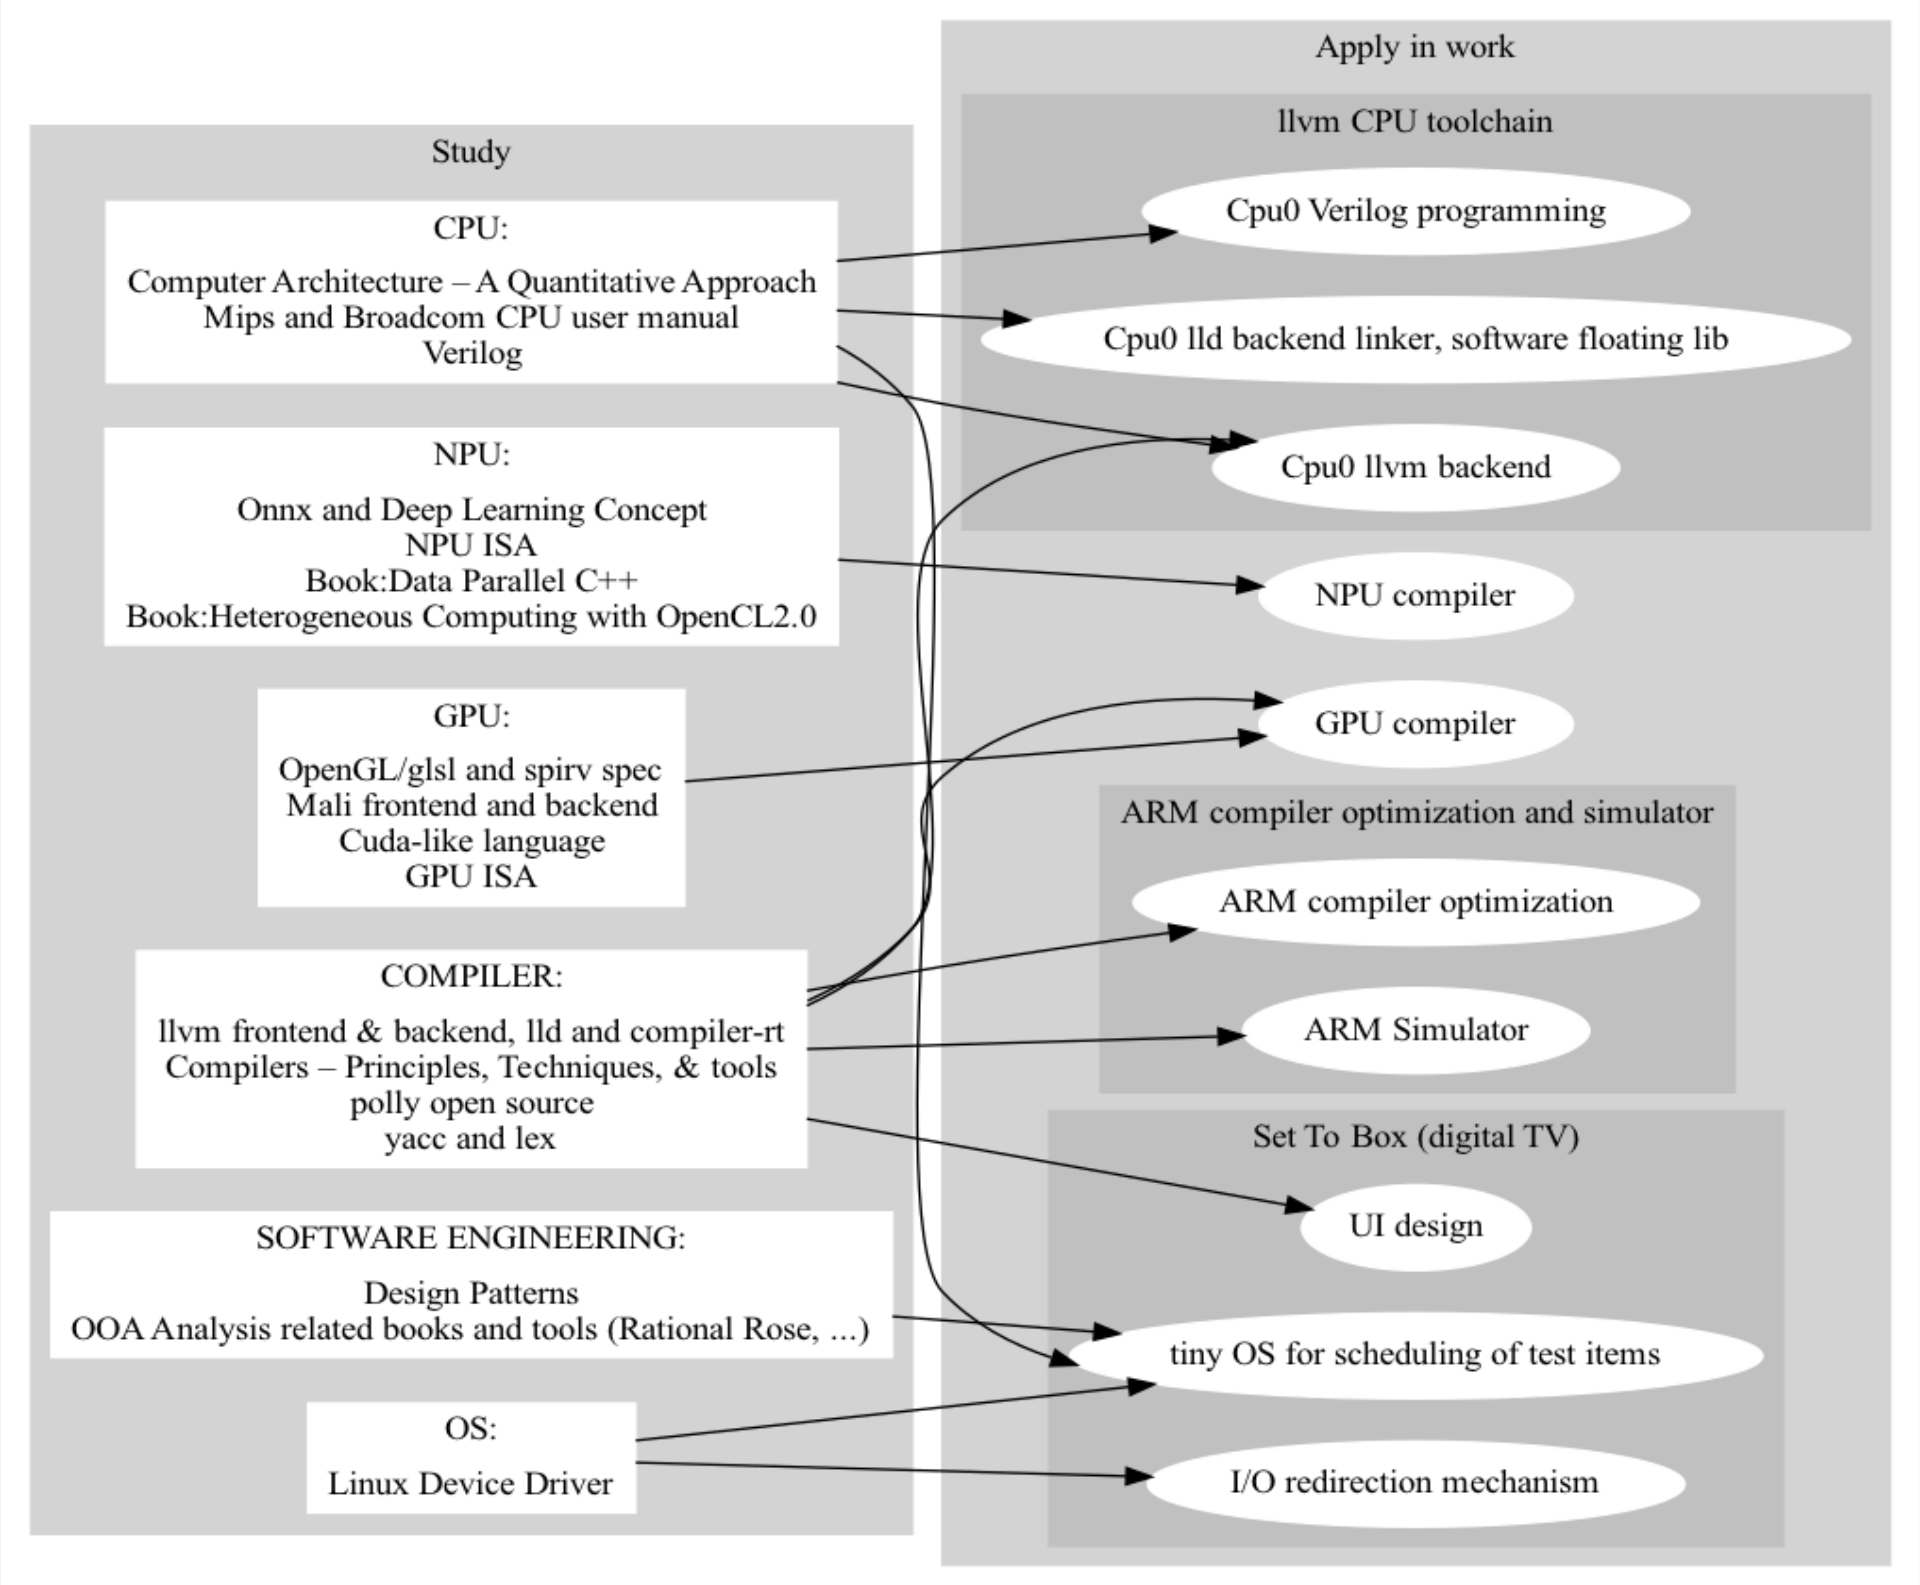 Study
CPU:
Computer Architecture – A Quantitative Approach
Mips and Broadcom CPU user manual
Verilog
NPU:
Onnx and Deep Learning Concept
NPU ISA
Book:Data Parallel C++
Book:Heterogeneous Computing with OpenCL2.0
GPU:
OpenGL/glsl and spirv spec
Mali frontend and backend
Cuda-like language
GPU ISA
COMPILER:
llvm frontend & backend, lld and compiler-rt
Compilers – Principles, Techniques, & tools
polly open source
yacc and lex
SOFTWARE ENGINEERING:
Design Patterns
OOA Analysis related books and tools (Rational Rose, ...)
OS:
Linux Device Driver
Apply in work
llvm CPU toolchain
Cpu0 Verilog programming
Cpu0 lld backend linker, software floating lib
Cpu0 llvm backend
NPU compiler
GPU compiler
ARM compiler optimization and simulator
ARM compiler optimization
ARM Simulator
Set To Box (digital TV)
UI design
tiny OS for scheduling of test items
I/O redirection mechanism